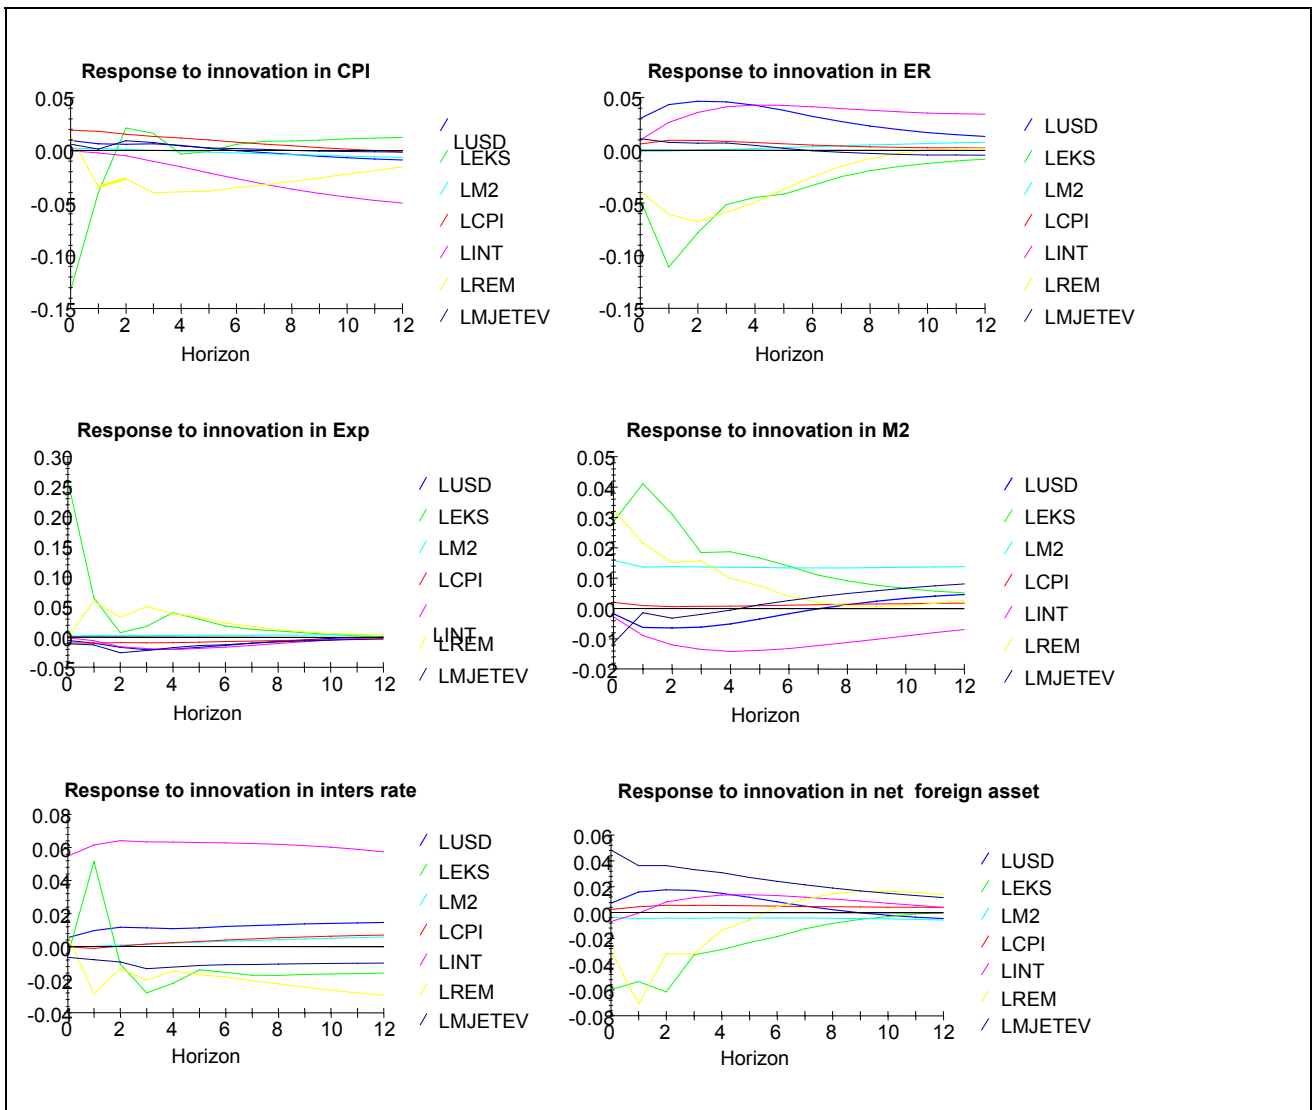 Response to innovation in CPI
0.05
0.00
-0.05
-0.10
-0.15
0 2 4 6 8 10 12
Horizon
LUSD
LEKS
LM2
LCPI
LINT
LREM
LMJETEV
Response to innovation in ER
0.05
0.00
-0.05
-0.10
-0.15
0 2 4 6 8 10 12
Horizon
LUSD
LEKS
LM2
LCPI
LINT
LREM
LMJETEV
Response to innovation in Exp
0.30
0.25
0.20
0.15
0.10
0.05
0.00
-0.05
0 2 4 6 8 10 12
Horizon
LUSD
LEKS
LM2
LCPI
LINT
LREM
LMJETEV
Response to innovation in M2
0.05
0.04
0.03
0.02
0.01
0.00
-0.01
-0.02
0 2 4 6 8 10 12
Horizon
LUSD
LEKS
LM2
LCPI
LINT
LREM
LMJETEV
Response to innovation in inters rate
0.08
0.06
0.04
0.02
0.00
-0.02
-0.04
0 2 4 6 8 10 12
Horizon
LUSD
LEKS
LM2
LCPI
LINT
LREM
LMJETEV
Response to innovation in net foreign asset
0.06
0.04
0.02
0.00
-0.02
-0.04
-0.06
-0.08
0 2 4 6 8 10 12
Horizon
LUSD
LEKS
LM2
LCPI
LINT
LREM
LMJETEV